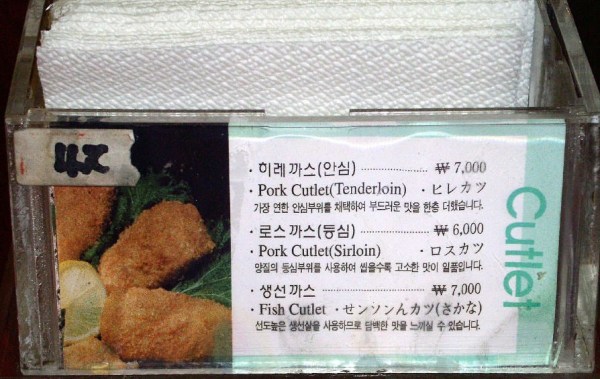 · 히레까스(안심) ........................ ₩ 7,000
· Pork Cutlet(Tenderloin) · ヒレカツ
가장 연한 안심부위를 채택하여 부드러운 맛을 한층 더했습니다.
· 로스까스(등심) ..................... ₩ 6,000
· Pork Cutlet(Sirloin) · ロスカツ
양질의 등심부위를 사용하여 씹을수록 고소한 맛이 일품입니다.
· 생선까스 ............................ ₩ 7,000
· Fish Cutlet · せンソンんカツ(さかな)
선도높은 생선살을 사용하므로 담백한 맛을 느끼실 수 있습니다.
Cutlet